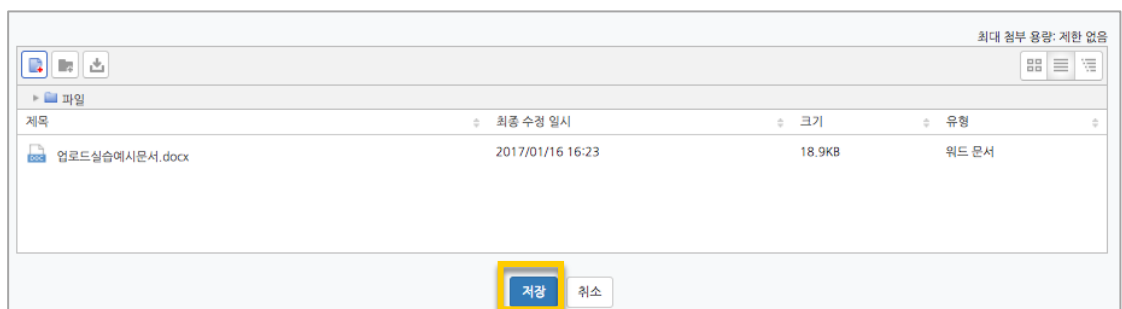 최대 첨부 용량: 제한 없음
파일
제목 최종 수정 일시 크기 유형
업로드실습예시문서.docx 2017/01/16 16:23 18.9KB 워드 문서
저장 취소